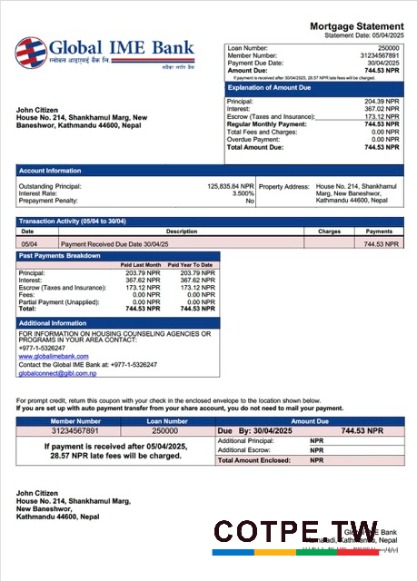 Mortgage Statement
Statement Date: 05/04/2025
Global IME Bank
ग्लोबल आइएमई बैंक लि.
Loan Number: 250000
Member Number: 31234567891
Payment Due Date: 30/04/2025
Amount Due: 744.53 NPR
If payment is received after 30/04/2025, 28.57 NPR late fees will be charged.
Explanation of Amount Due
Principal: 204.39 NPR
Interest: 367.02 NPR
Escrow (Taxes and Insurance): 173.12 NPR
Regular Monthly Payment: 744.53 NPR
Total Fees and Charges: 0.00 NPR
Overdue Payment: 0.00 NPR
Total Amount Due: 744.53 NPR
John Citizen
House No. 214, Shankhamul Marg, New
Baneshwor, Kathmandu 44600, Nepal
Account Information
Outstanding Principal: 125,835.84 NPR
Interest Rate: 3.500%
Prepayment Penalty: No
Property Address: House No. 214, Shankhamul
Marg, New Baneshwor,
Kathmandu 44600, Nepal
Transaction Activity (05/04 to 30/04)
Date Description Charges Payments
05/04 Payment Received Due Date 30/04/25 744.53 NPR
Past Payments Breakdown
Paid Last Month Paid Year To Date
Principal: 203.79 NPR 203.79 NPR
Interest: 367.62 NPR 367.62 NPR
Escrow (Taxes and Insurance): 173.12 NPR 173.12 NPR
Fees: 0.00 NPR 0.00 NPR
Partial Payment (Unapplied): 0.00 NPR 0.00 NPR
Total: 744.53 NPR 744.53 NPR
Additional Information
FOR INFORMATION ON HOUSING COUNSELING AGENCIES OR
PROGRAMS IN YOUR AREA CONTACT:
+977-1-5326247
www.globalimebank.com
Contact the Global IME Bank at: +977-1-5326247
globalconnect@gibl.com.np
For prompt credit, return this coupon with your check in the enclosed envelope to the location shown below.
If you are set up with auto payment transfer from your share account, you do not need to mail your payment.
Member Number Loan Number Amount Due
31234567891 250000 Due By: 30/04/2025 744.53 NPR
If payment is received after 05/04/2025,
28.57 NPR late fees will be charged.
Additional Principal: NPR
Additional Escrow: NPR
Total Amount Enclosed: NPR
John Citizen
House No. 214, Shankhamul Marg,
New Baneshwor,
Kathmandu 44600, Nepal
IME Bank
Nepal
COTPE.TW